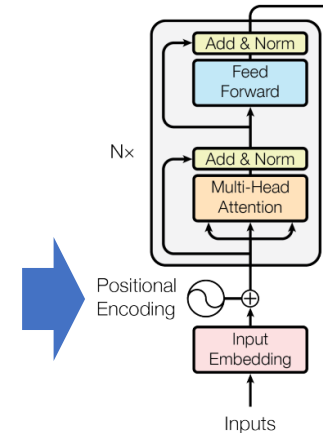 Add & Norm
Feed
Forward
N×
Add & Norm
Multi-Head
Attention
Positional
Encoding
Input
Embedding
Inputs